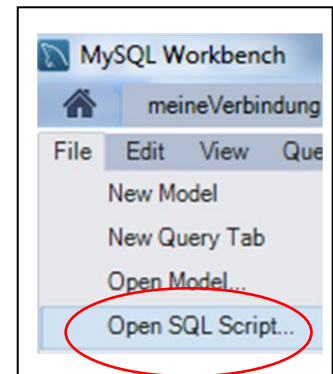 MySQL Workbench
meineVerbindung
File Edit View Que
New Model
New Query Tab
Open Model...
Open SQL Script...